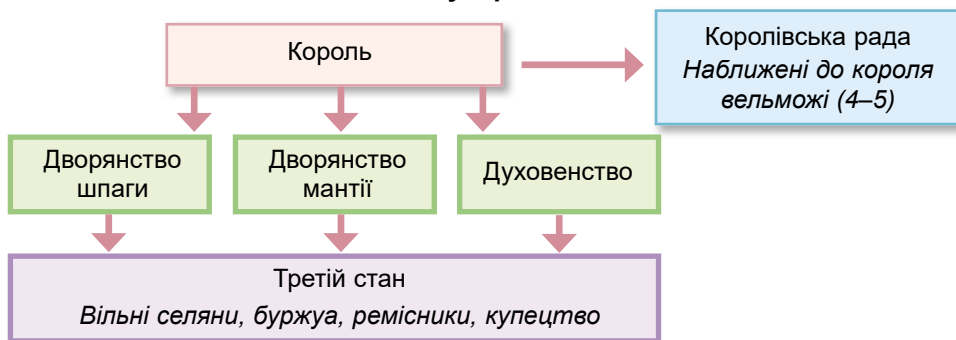 Король
Королівська рада
Наближені до короля
вельможі (4–5)
Дворянство
шпаги
Дворянство
мантії
Духовенство
Третій стан
Вільні селяни, буржуа, ремісники, купецтво